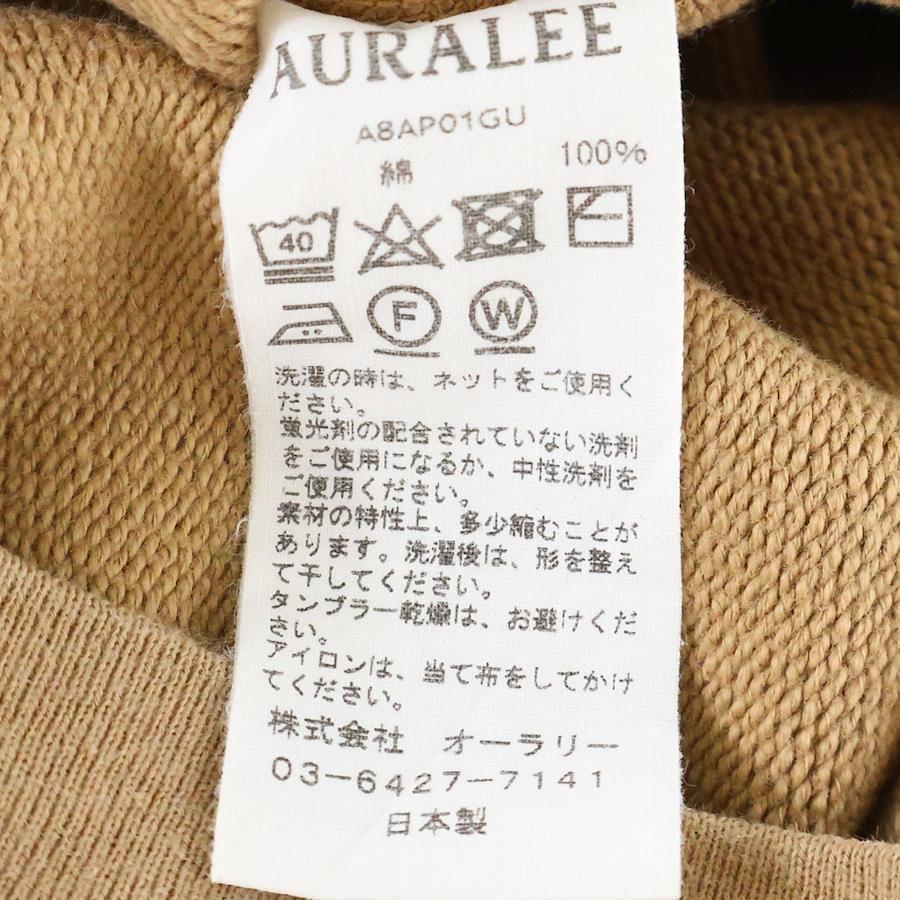 AURALEE
A8AP01GU
綿 100%
40
F W
洗濯の時は、ネットをご使用く
ださい。
蛍光剤の配合されていない洗剤
をご使用になるか、中性洗剤を
ご使用ください。
素材の特性上、多少縮むことが
あります。洗濯後は、形を整え
て干してください。
タンブラー乾燥は、お避けくだ
さい。
アイロンは、当て布をしてかけ
てください。
株式会社 オーラリー
03-6427-7141
日本製